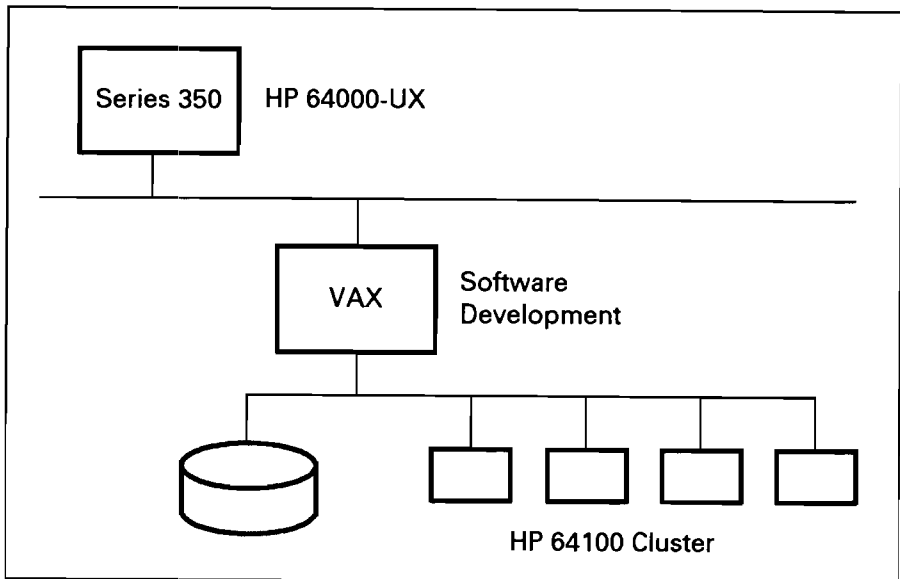 Series 350
HP 64000-UX
VAX
Software
Development
HP 64100 Cluster